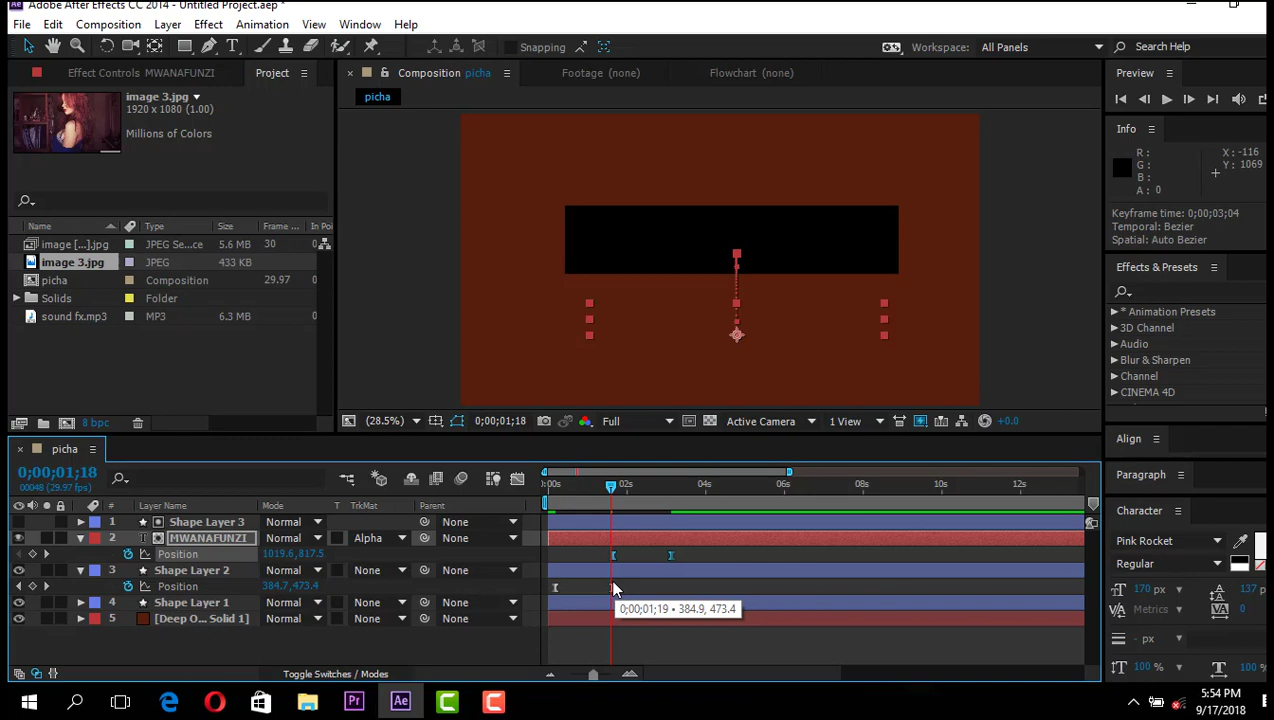 Adobe After Effects CC 2014 - Untitled Project.aep *
File Edit Composition Layer Effect Animation View Window Help
Snapping Workspace: All Panels Search Help
Effect Controls MWANAFUNZI Project Composition picha Footage (none) Flowchart (none) Preview
picha
image 3.jpg
1920 x 1080 (1.00)
Millions of Colors
Info
R: X: -116
G: Y: 1069
B:
A: 0
Keyframe time: 0;00;03;04
Temporal: Bezier
Spatial: Auto Bezier
Name Type Size Frame ... In Poi
image [...].jpg JPEG Se...ce 5.6 MB 30
image 3.jpg JPEG 433 KB
picha Composition 29.97 0
Solids Folder
sound fx.mp3 MP3 6.3 MB 0
Effects & Presets
* Animation Presets
3D Channel
Audio
Blur & Sharpen
Channel
CINEMA 4D
8 bpc (28.5%) 0;00;01;18 Full Active Camera 1 View +0.0
Align
Paragraph
Character
Pink Rocket
Regular
170 px 137
Metrics 0
- px
100 % 100
picha
0;00;01;18
00048 (29.97 fps)
# Layer Name Mode T TrkMat Parent
:00s 02s 04s 06s 08s 10s 12s
1 Shape Layer 3 Normal None
2 MWANAFUNZI Normal Alpha None
Position 1019.6,817.5
3 Shape Layer 2 Normal None None
Position 384.7,473.4
4 Shape Layer 1 Normal None None
5 [Deep O... Solid 1] Normal None None
0;00;01;19 • 384.9, 473.4
Toggle Switches / Modes
Pr Ae
5:54 PM
9/17/2018